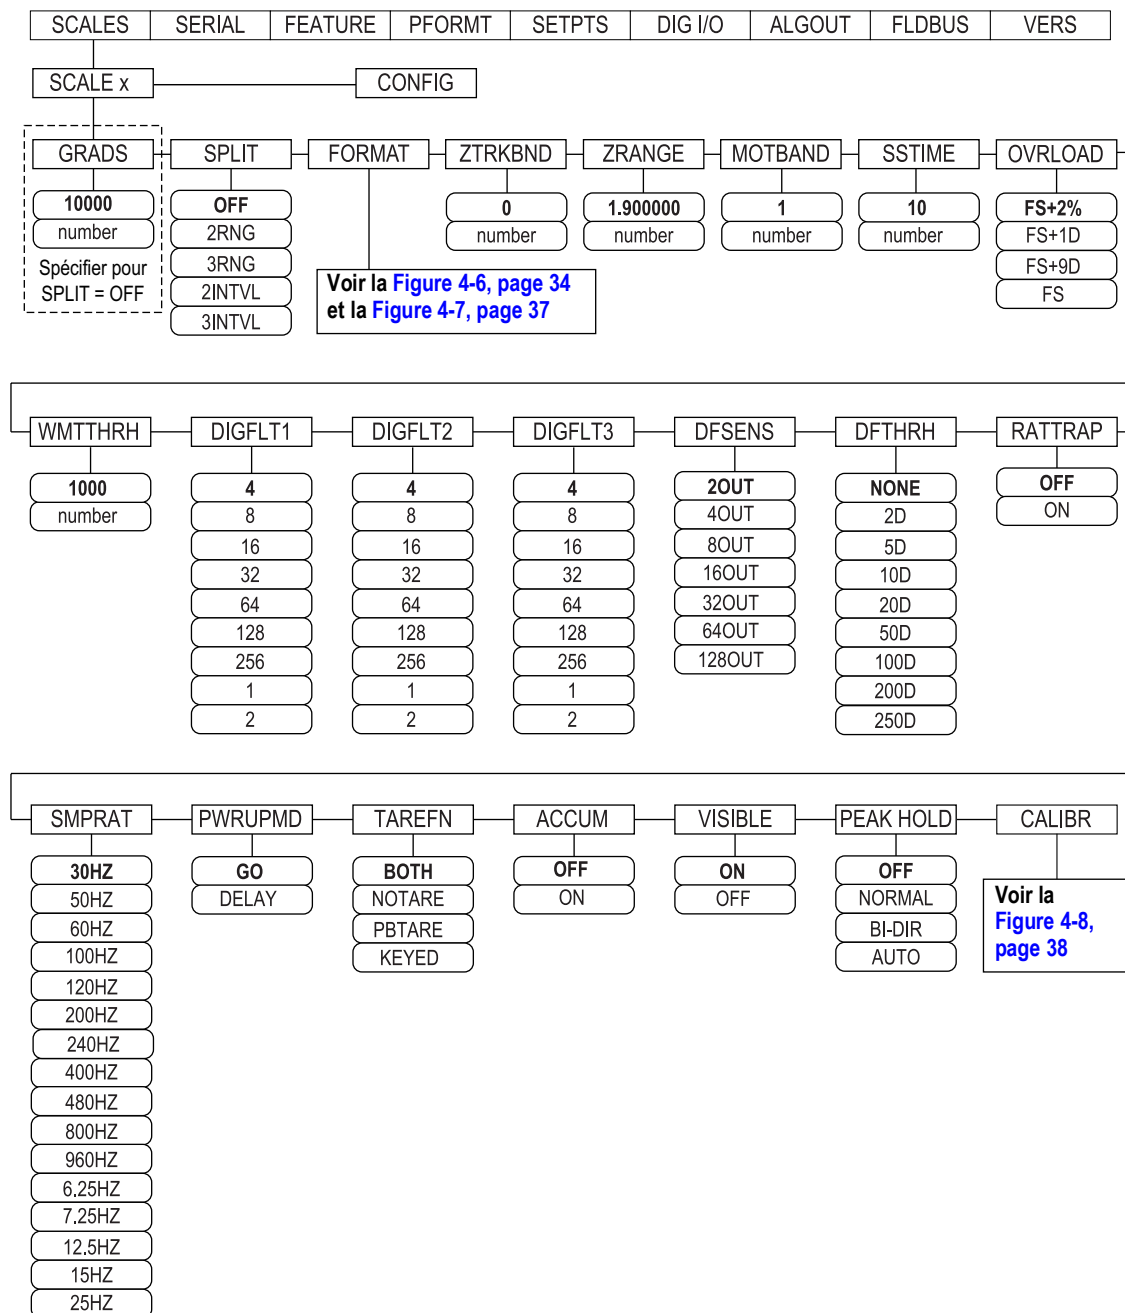 SCALES SERIAL FEATURE PFORMT SETPTS DIG I/O ALGOUT FLDBUS VERS
SCALE x CONFIG
GRADS SPLIT FORMAT ZTRKBND ZRANGE MOTBAND SSTIME OVRLOAD
10000
number
Spécifier pour
SPLIT = OFF
OFF
2RNG
3RNG
2INTVL
3INTVL
Voir la Figure 4-6, page 34
et la Figure 4-7, page 37
0
number
1.900000
number
1
number
10
number
FS+2%
FS+1D
FS+9D
FS
WMTTHRH DIGFLT1 DIGFLT2 DIGFLT3 DFSENS DFTHRH RATTRAP
1000
number
4
8
16
32
64
128
256
1
2
4
8
16
32
64
128
256
1
2
4
8
16
32
64
128
256
1
2
2OUT
4OUT
8OUT
16OUT
32OUT
64OUT
128OUT
NONE
2D
5D
10D
20D
50D
100D
200D
250D
OFF
ON
SMPRAT PWRUPMD TAREFN ACCUM VISIBLE PEAK HOLD CALIBR
30HZ
50HZ
60HZ
100HZ
120HZ
200HZ
240HZ
400HZ
480HZ
800HZ
960HZ
6.25HZ
7.25HZ
12.5HZ
15HZ
25HZ
GO
DELAY
BOTH
NOTARE
PBTARE
KEYED
OFF
ON
ON
OFF
OFF
NORMAL
BI-DIR
AUTO
Voir la
Figure 4-8,
page 38